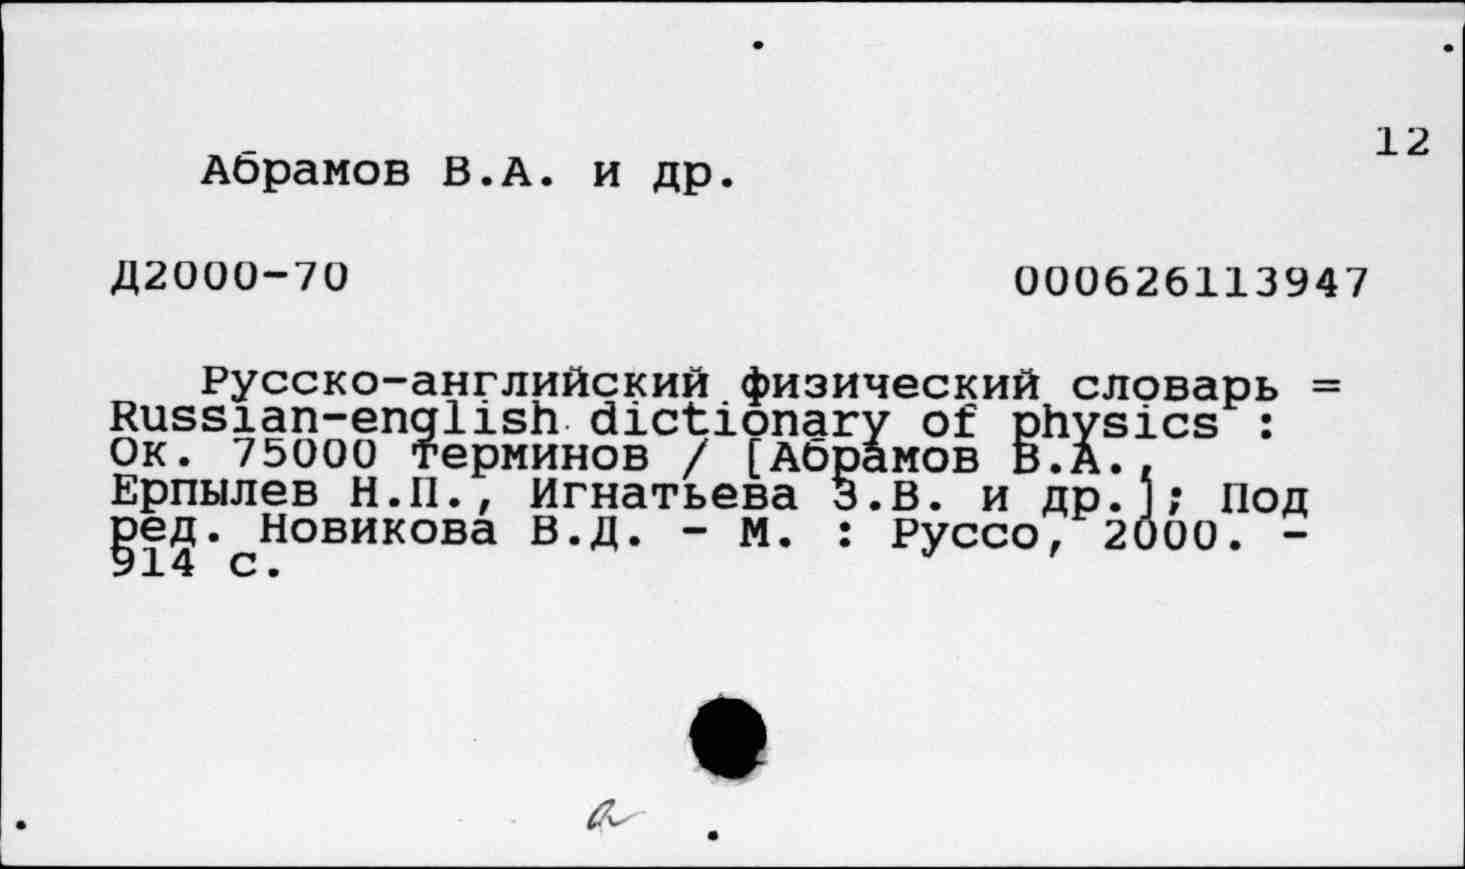 12
Абрамов В.А. и др.
Д2000-70 000626113947
Русско-английский физический словарь =
Russian-english dictionary of physics :
Ок. 75000 терминов / [Абрамов В.А.,
Ерпылев Н.П., Игнатьева З.В. и др.]; Под
ред. Новикова В.Д. - М. : Руссо, 2000. -
914 с.